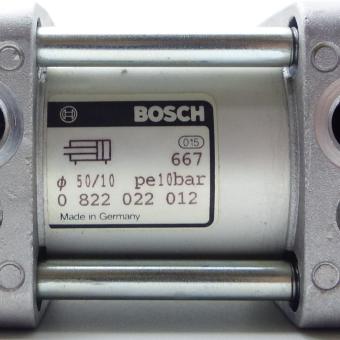 BOSCH
015
667
φ 50/10 pe10bar
0 822 022 012
Made in Germany